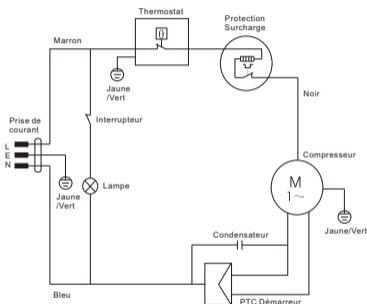 Thermostat
Protection
Surcharge
Marron
θ
Jaune
/Vert
Noir
Prise de
courant
Interrupteur
L
E
N
Compresseur
M
1~
Jaune
/Vert
Lampe
Jaune/Vert
Condensateur
Bleu
PTC Démarreur